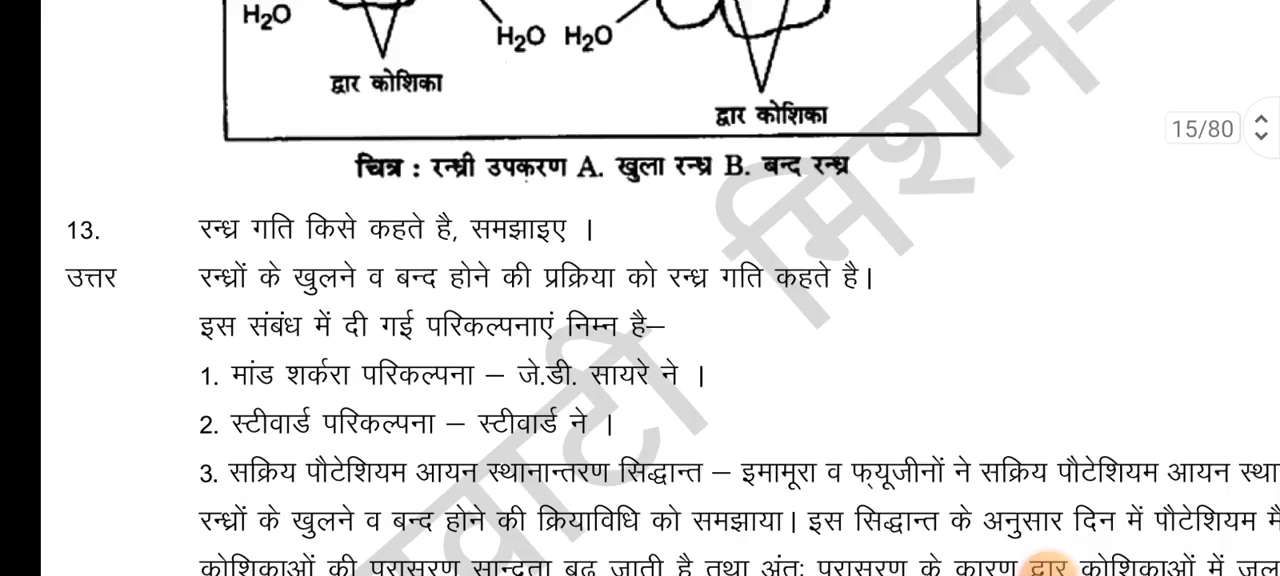 H₂O
H₂O H₂O
द्वार कोशिका
द्वार कोशिका
15/80
चित्र : रन्ध्री उपकरण A. खुला रन्ध्र B. बन्द रन्ध्र
13. रन्ध्र गति किसे कहते है, समझाइए ।
उत्तर रन्ध्रों के खुलने व बन्द होने की प्रक्रिया को रन्ध्र गति कहते है।
इस संबंध में दी गई परिकल्पनाएं निम्न है–
1. मांड शर्करा परिकल्पना – जे.डी. सायरे ने ।
2. स्टीवार्ड परिकल्पना – स्टीवार्ड ने ।
3. सक्रिय पौटेशियम आयन स्थानान्तरण सिद्धान्त – इमामूरा व फ्यूजीनों ने सक्रिय पौटेशियम आयन स्था
रन्ध्रों के खुलने व बन्द होने की क्रियाविधि को समझाया। इस सिद्धान्त के अनुसार दिन में पौटेशियम मै
कोशिकाओं की परासरण सान्द्रता बढ़ जाती है तथा अंतः परासरण के कारण द्वार कोशिकाओं में जल
मिशन-